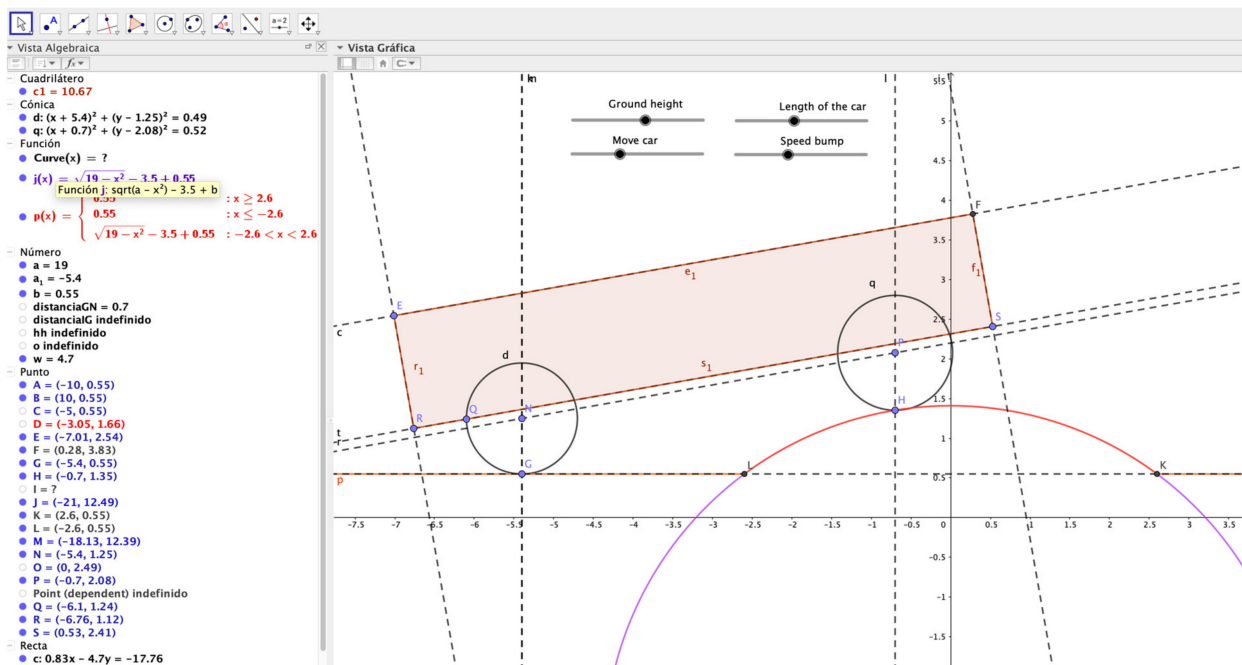 a=2
Vista Algebraica
Vista Gráfica
Cuadrilátero
c1 = 10.67
Cónica
d: (x + 5.4)² + (y - 1.25)² = 0.49
q: (x + 0.7)² + (y - 2.08)² = 0.52
Función
Curve(x) = ?
j(x) = √19 − x² − 3.5 + 0.55
Función j: sqrt(a - x²) - 3.5 + b
0.55 : x ≥ 2.6
p(x) = { 0.55 : x ≤ −2.6
√19 − x² − 3.5 + 0.55 : −2.6 < x < 2.6
Número
a = 19
a₁ = -5.4
b = 0.55
distanciaGN = 0.7
distanciaIG indefinido
hh indefinido
o indefinido
w = 4.7
Punto
A = (-10, 0.55)
B = (10, 0.55)
C = (-5, 0.55)
D = (-3.05, 1.66)
E = (-7.01, 2.54)
F = (0.28, 3.83)
G = (-5.4, 0.55)
H = (-0.7, 1.35)
I = ?
J = (-21, 12.49)
K = (2.6, 0.55)
L = (-2.6, 0.55)
M = (-18.13, 12.39)
N = (-5.4, 1.25)
O = (0, 2.49)
P = (-0.7, 2.08)
Point (dependent) indefinido
Q = (-6.1, 1.24)
R = (-6.76, 1.12)
S = (0.53, 2.41)
Recta
c: 0.83x - 4.7y = -17.76
Ground height
Length of the car
Move car
Speed bump
l
5.5
5
4.5
4
3.5
3
2.5
2
1.5
1
0.5
0
-0.5
-1
-1.5
-7.5 -7 -6.5 -6 -5.5 -5 -4.5 -4 -3.5 -3 -2.5 -2 -1.5 -1 -0.5 0 0.5 1 1.5 2 2.5 3 3.5
F
e₁
f₁
E
q
c
S
d
P
s₁
r₁
H
Q
N
R
t
r
G
L
K
p